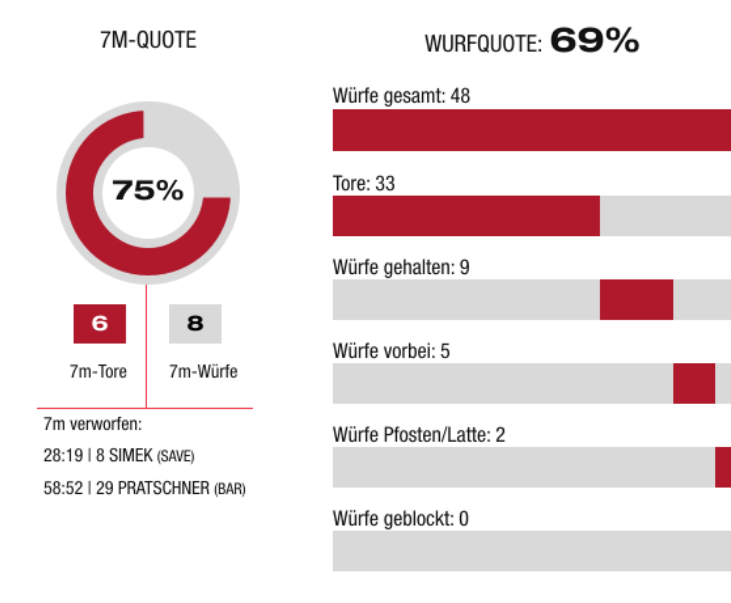 7M-QUOTE
75%
6
8
7m-Tore
7m-Würfe
7m verworfen:
28:19 | 8 SIMEK (SAVE)
58:52 | 29 PRATSCHNER (BAR)
WURFQUOTE: 69%
Würfe gesamt: 48
Tore: 33
Würfe gehalten: 9
Würfe vorbei: 5
Würfe Pfosten/Latte: 2
Würfe geblockt: 0